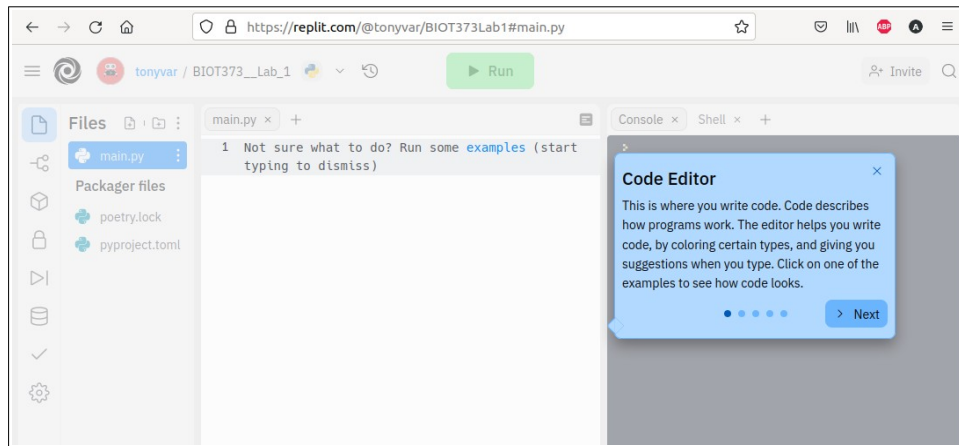 https://replit.com/@tonyvar/BIOT373Lab1#main.py
ABP
A
tonyvar / BIOT373__Lab_1
Run
Invite
Files
main.py
Packager files
poetry.lock
pyproject.toml
main.py × +
1 Not sure what to do? Run some examples (start
typing to dismiss)
Console × Shell × +
Code Editor
This is where you write code. Code describes
how programs work. The editor helps you write
code, by coloring certain types, and giving you
suggestions when you type. Click on one of the
examples to see how code looks.
Next